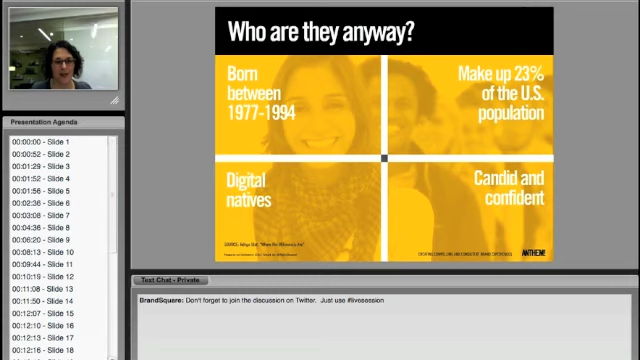 Who are they anyway?
Born
between
1977-1994
Make up 23%
of the U.S.
population
Digital
natives
Candid and
confident
ANTHEM!
Presentation Agenda
00:00:00 - Slide 1
00:00:52 - Slide 2
00:01:29 - Slide 3
00:01:52 - Slide 4
00:01:56 - Slide 5
00:02:36 - Slide 6
00:03:08 - Slide 7
00:04:36 - Slide 8
00:06:20 - Slide 9
00:08:13 - Slide 10
00:09:44 - Slide 11
00:10:19 - Slide 12
00:11:08 - Slide 13
00:11:50 - Slide 14
00:12:07 - Slide 15
00:12:10 - Slide 16
00:12:13 - Slide 17
00:12:16 - Slide 18
Text Chat - Private
BrandSquare: Don't forget to join the discussion on Twitter. Just use #livesession